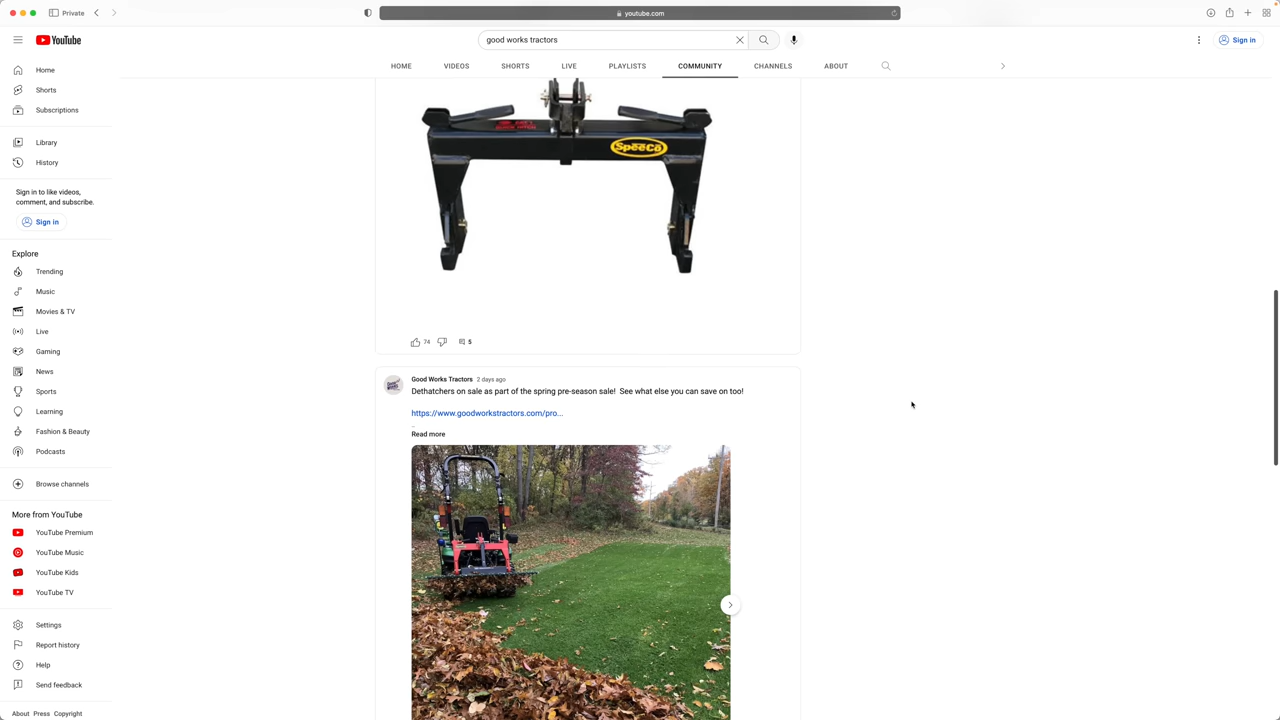 Private
youtube.com
YouTube
good works tractors
Sign in
HOME
VIDEOS
SHORTS
LIVE
PLAYLISTS
COMMUNITY
CHANNELS
ABOUT
Home
Shorts
Subscriptions
Library
History
Sign in to like videos,
comment, and subscribe.
Sign in
Explore
Trending
Music
Movies & TV
Live
Gaming
News
Sports
Learning
Fashion & Beauty
Podcasts
Browse channels
More from YouTube
YouTube Premium
YouTube Music
YouTube Kids
YouTube TV
Settings
Report history
Help
Send feedback
About Press Copyright
SpeeCo
74
5
Good Works Tractors 2 days ago
Dethatchers on sale as part of the spring pre-season sale! See what else you can save on too!
https://www.goodworkstractors.com/pro...
..
Read more